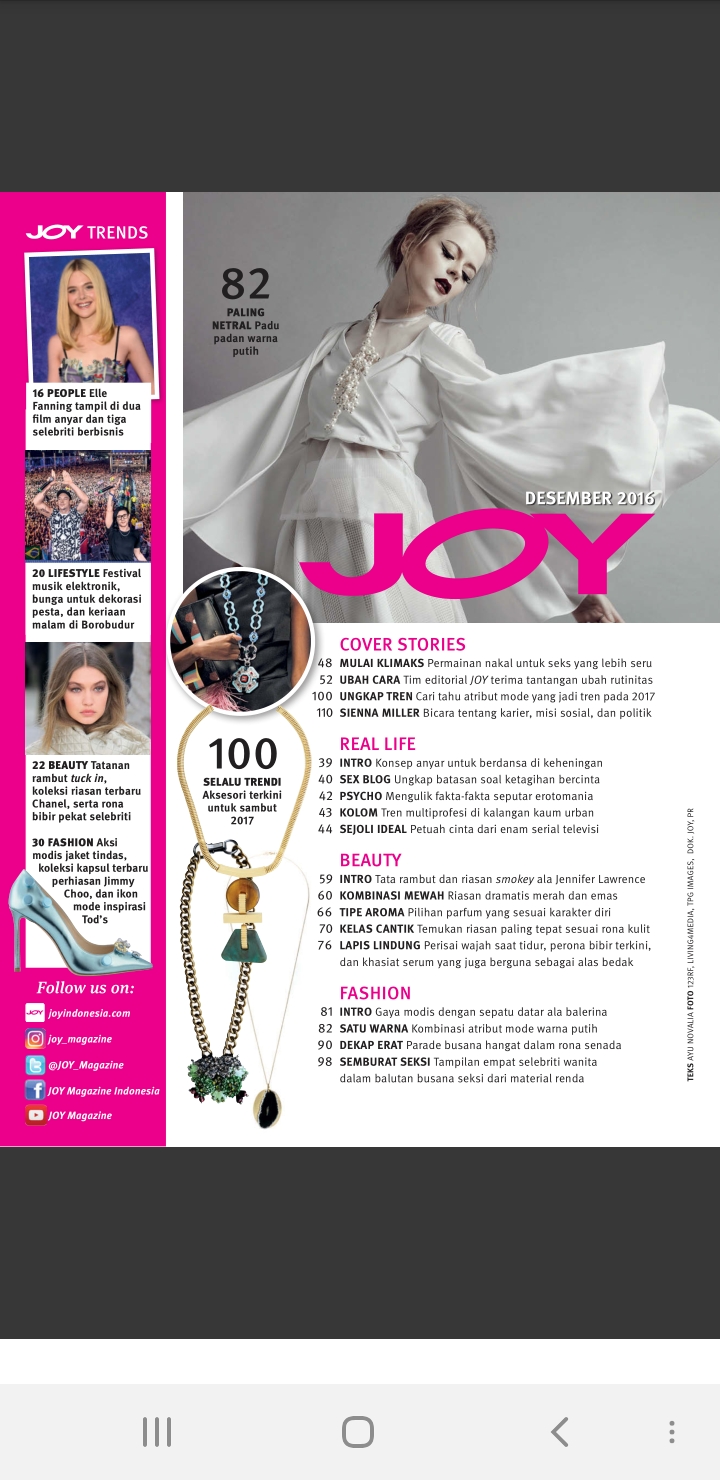 JOY TRENDS
16 PEOPLE Elle
Fanning tampil di dua
film anyar dan tiga
selebriti berbisnis
20 LIFESTYLE Festival
musik elektronik,
bunga untuk dekorasi
pesta, dan keriaan
malam di Borobudur
22 BEAUTY Tatanan
rambut tuck in,
koleksi riasan terbaru
Chanel, serta rona
bibir pekat selebriti
30 FASHION Aksi
modis jaket tindas,
koleksi kapsul terbaru
perhiasan Jimmy
Choo, dan ikon
mode inspirasi
Tod's
Follow us on:
JOY joyindonesia.com
joy_magazine
@JOY_Magazine
JOY Magazine Indonesia
JOY Magazine
82
PALING
NETRAL Padu
padan warna
putih
DESEMBER 2016
JOY
100
SELALU TRENDI
Aksesori terkini
untuk sambut
2017
COVER STORIES
48 MULAI KLIMAKS Permainan nakal untuk seks yang lebih seru
52 UBAH CARA Tim editorial JOY terima tantangan ubah rutinitas
100 UNGKAP TREN Cari tahu atribut mode yang jadi tren pada 2017
110 SIENNA MILLER Bicara tentang karier, misi sosial, dan politik
REAL LIFE
39 INTRO Konsep anyar untuk berdansa di keheningan
40 SEX BLOG Ungkap batasan soal ketagihan bercinta
42 PSYCHO Mengulik fakta-fakta seputar erotomania
43 KOLOM Tren multiprofesi di kalangan kaum urban
44 SEJOLI IDEAL Petuah cinta dari enam serial televisi
BEAUTY
59 INTRO Tata rambut dan riasan smokey ala Jennifer Lawrence
60 KOMBINASI MEWAH Riasan dramatis merah dan emas
66 TIPE AROMA Pilihan parfum yang sesuai karakter diri
70 KELAS CANTIK Temukan riasan paling tepat sesuai rona kulit
76 LAPIS LINDUNG Perisai wajah saat tidur, perona bibir terkini,
dan khasiat serum yang juga berguna sebagai alas bedak
FASHION
81 INTRO Gaya modis dengan sepatu datar ala balerina
82 SATU WARNA Kombinasi atribut mode warna putih
90 DEKAP ERAT Parade busana hangat dalam rona senada
98 SEMBURAT SEKSI Tampilan empat selebriti wanita
dalam balutan busana seksi dari material renda
TEKS AYU NOVALIA FOTO 123RF, LIVING4MEDIA, TPG IMAGES, DOK. JOY, PR